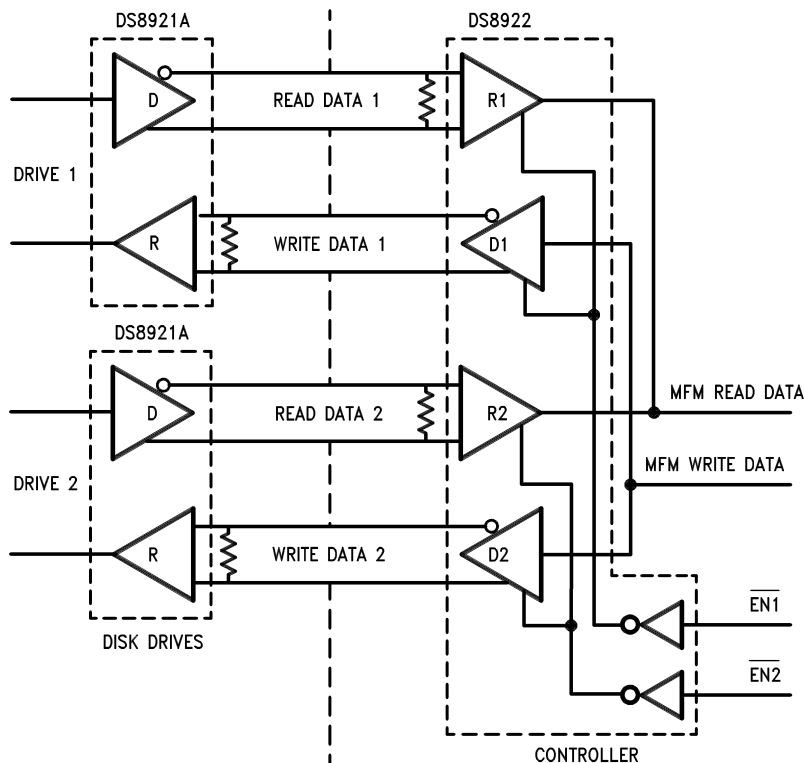 DS8921A
DS8922
D
READ DATA 1
R1
DRIVE 1
R
WRITE DATA 1
D1
DS8921A
D
READ DATA 2
R2
MFM READ DATA
MFM WRITE DATA
DRIVE 2
R
WRITE DATA 2
D2
EN1
EN2
DISK DRIVES
CONTROLLER